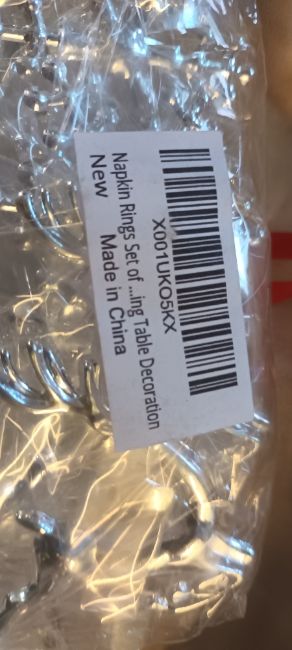 X001UKO5KX
Napkin Rings Set of ...ing Table Decoration
New
Made in China